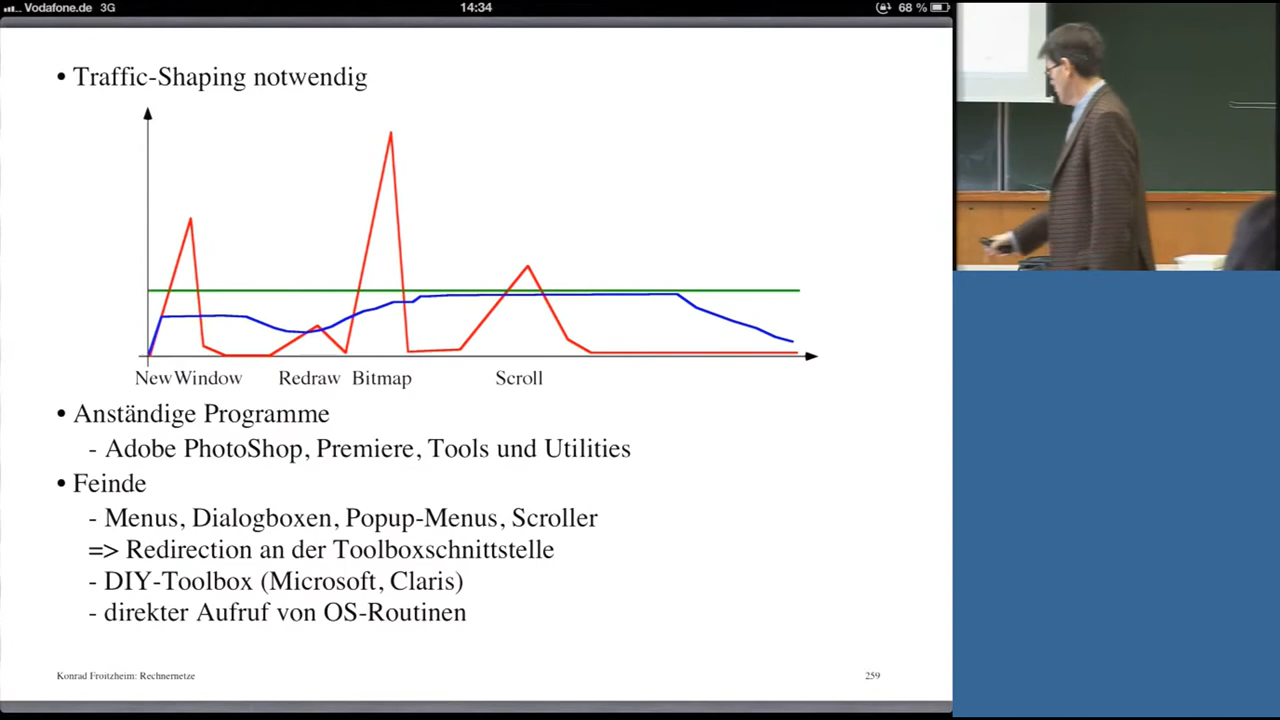 Vodafone.de 3G 14:34 68 %
• Traffic-Shaping notwendig
New Window Redraw Bitmap Scroll
• Anständige Programme
- Adobe PhotoShop, Premiere, Tools und Utilities
• Feinde
- Menus, Dialogboxen, Popup-Menus, Scroller
=> Redirection an der Toolboxschnittstelle
- DIY-Toolbox (Microsoft, Claris)
- direkter Aufruf von OS-Routinen
Konrad Froitzheim: Rechnernetze 259